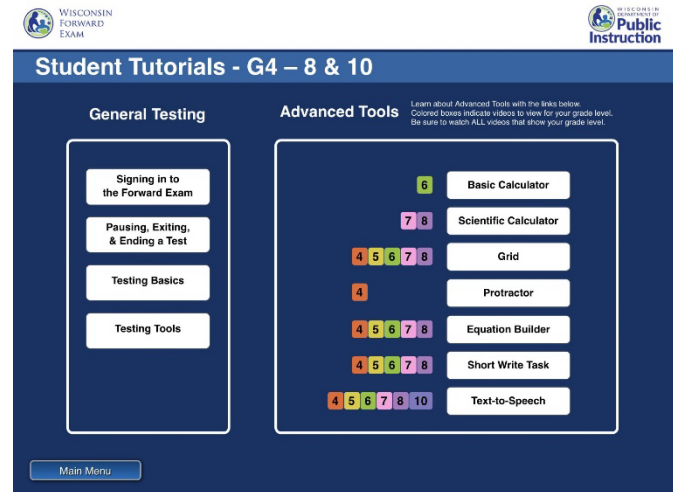 WISCONSIN
FORWARD
EXAM
WISCONSIN
DEPARTMENT OF
Public
Instruction
Student Tutorials - G4 – 8 & 10
General Testing
Signing in to
the Forward Exam
Pausing, Exiting,
& Ending a Test
Testing Basics
Testing Tools
Advanced Tools
Learn about Advanced Tools with the links below.
Colored boxes indicate videos to view for your grade level.
Be sure to watch ALL videos that show your grade level.
6 Basic Calculator
7 8 Scientific Calculator
4 5 6 7 8 Grid
4 Protractor
4 5 6 7 8 Equation Builder
4 5 6 7 8 Short Write Task
4 5 6 7 8 10 Text-to-Speech
Main Menu